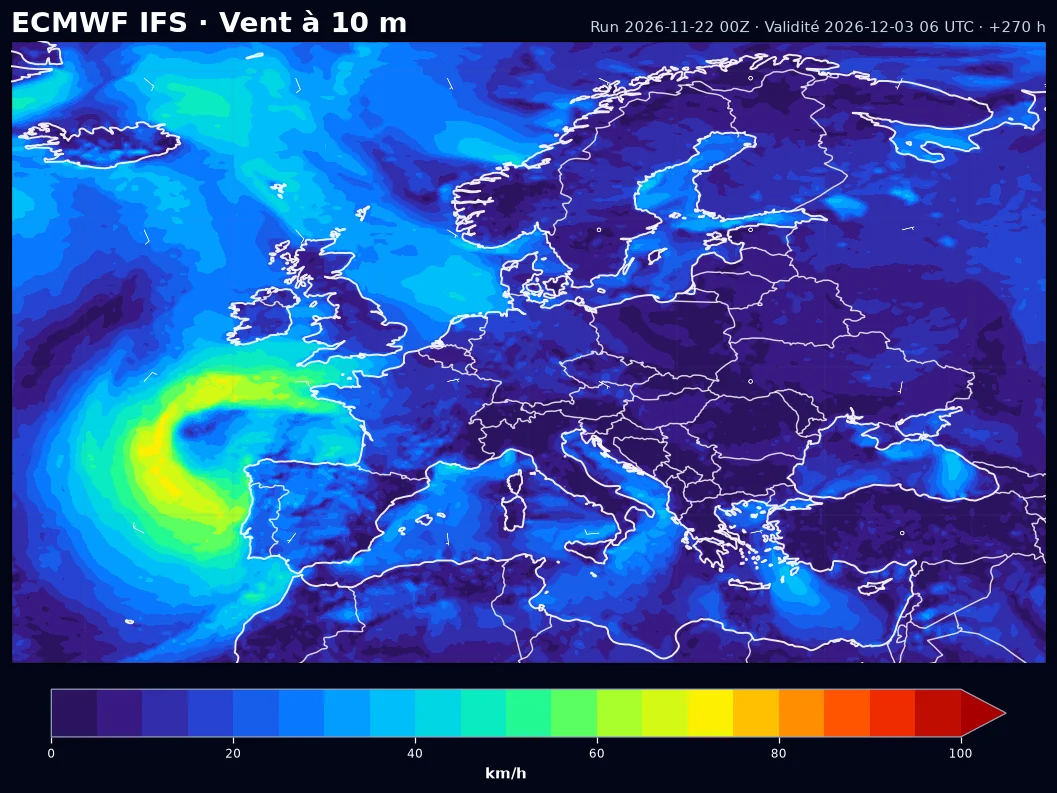 ECMWF IFS · Vent à 10 m
Run 2026-11-22 00Z · Validité 2026-12-03 06 UTC · +270 h
0 20 40 60 80 100
km/h